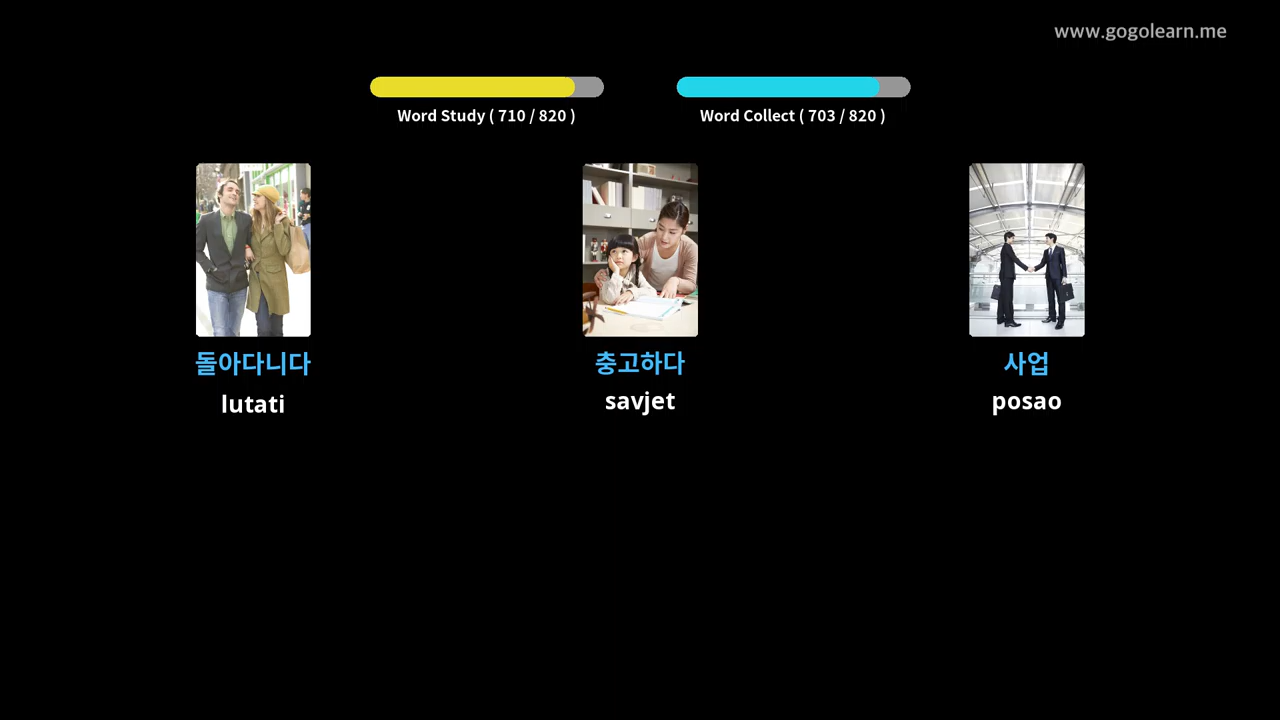 www.gogolearn.me
Word Study ( 710 / 820 )
Word Collect ( 703 / 820 )
돌아다니다
충고하다
사업
lutati
savjet
posao